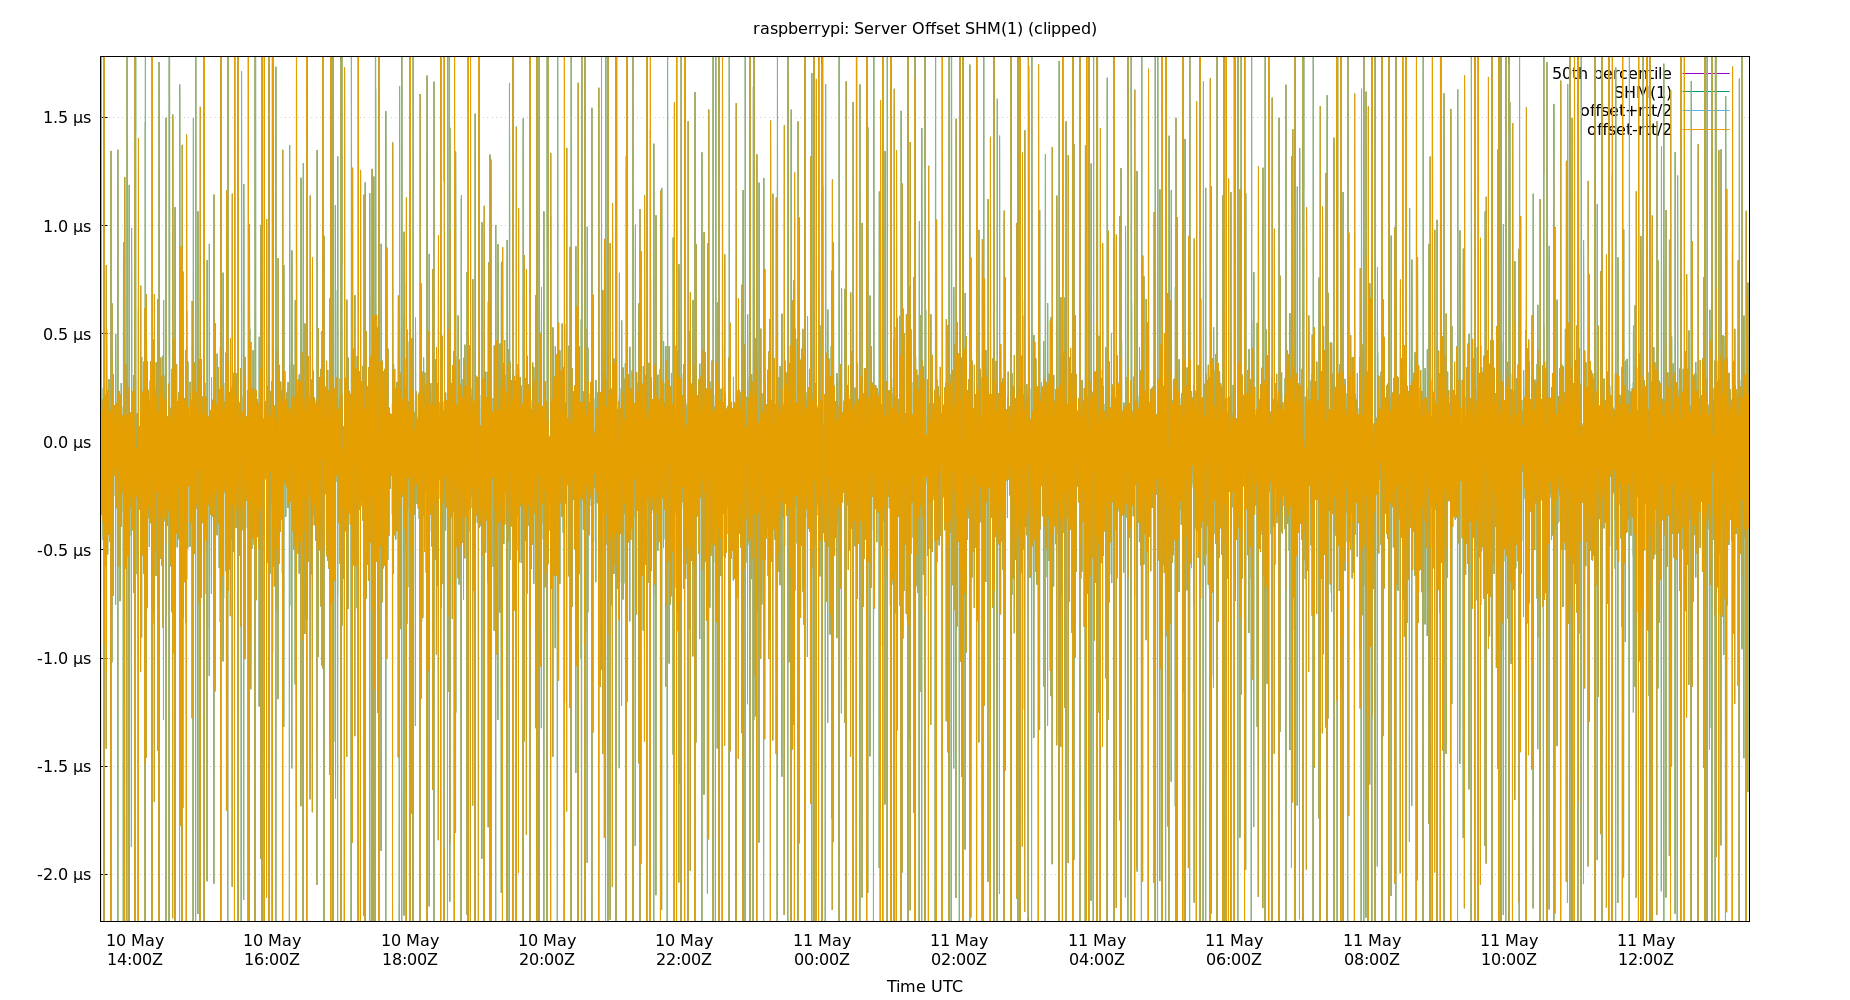 raspberrypi: Server Offset SHM(1) (clipped)
50th percentile
SHM(1)
offset+rtt/2
offset-rtt/2
1.5 µs
1.0 µs
0.5 µs
0.0 µs
-0.5 µs
-1.0 µs
-1.5 µs
-2.0 µs
10 May 10 May 10 May 10 May 10 May 11 May 11 May 11 May 11 May 11 May 11 May 11 May
14:00Z 16:00Z 18:00Z 20:00Z 22:00Z 00:00Z 02:00Z 04:00Z 06:00Z 08:00Z 10:00Z 12:00Z
Time UTC